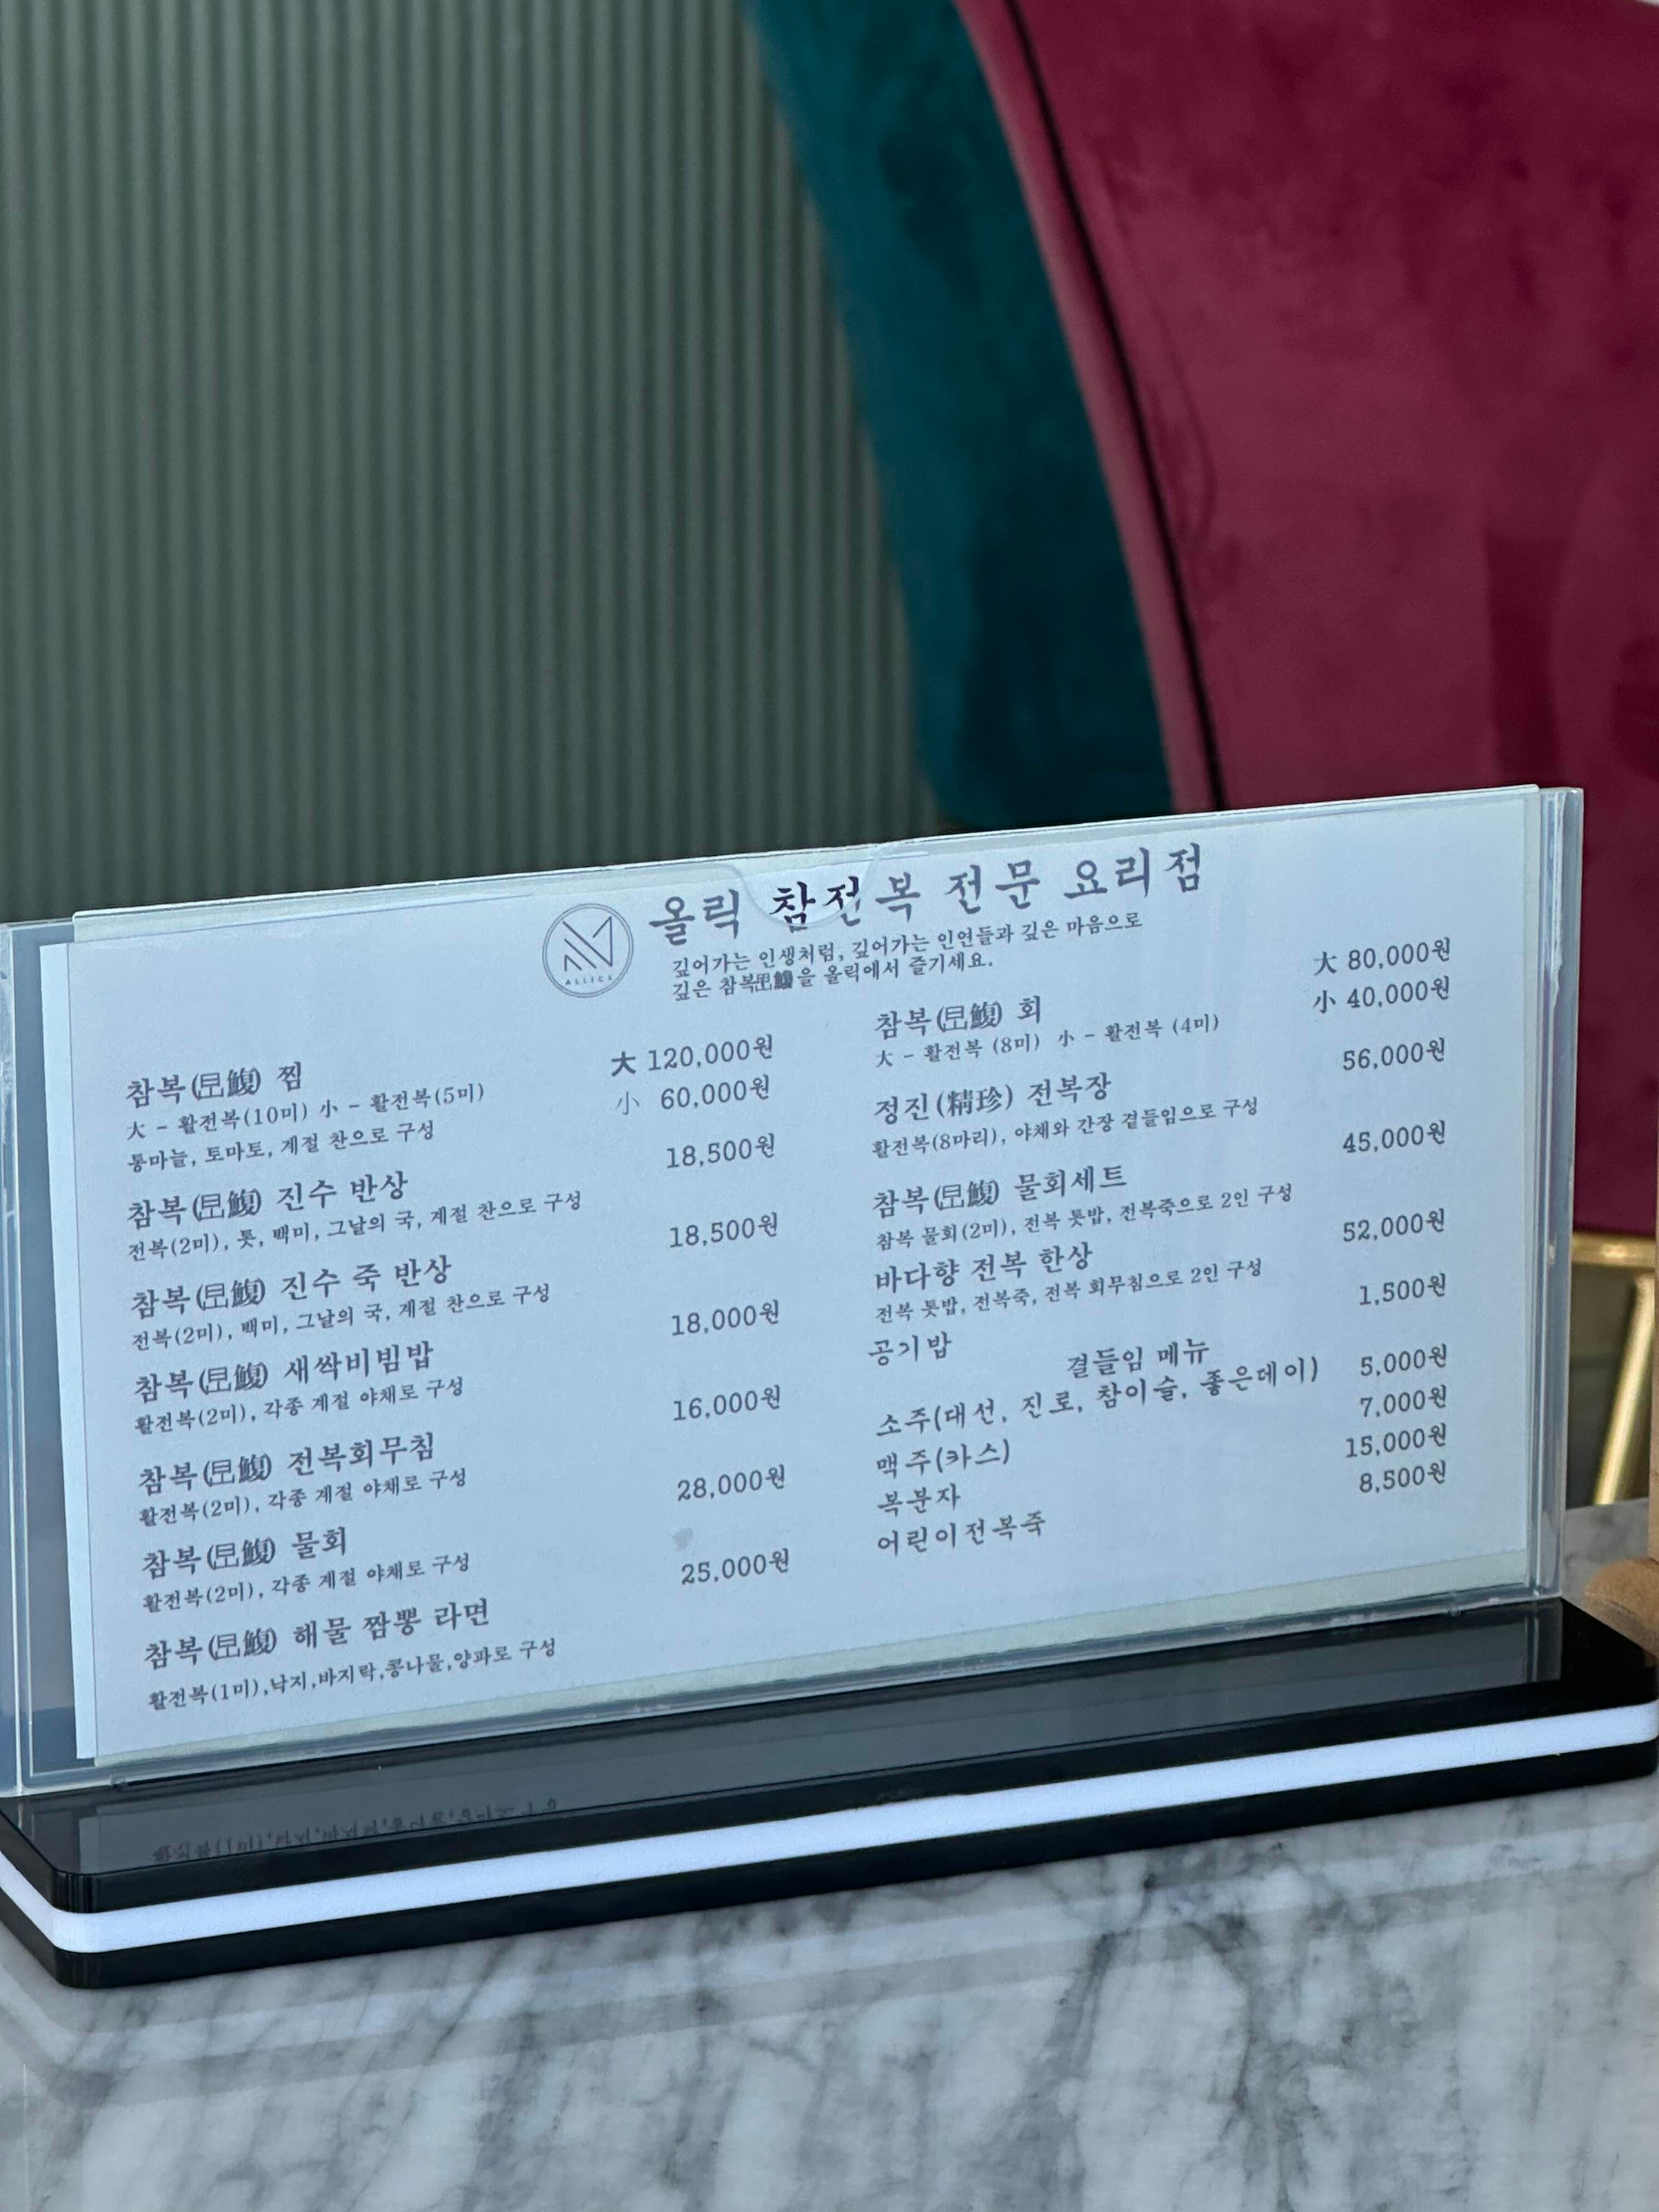 올릭 참전복 전문 요리점
ALLICK
깊어가는 인생처럼, 깊어가는 인연들과 깊은 마음으로
깊은 참복皿鰒을 올릭에서 즐기세요.
참복(皿鰒) 찜 大 120,000원
大 - 활전복(10미) 小 - 활전복(5미) 小 60,000원
통마늘, 토마토, 계절 찬으로 구성
참복(皿鰒) 진수 반상 18,500원
전복(2미), 톳, 백미, 그날의 국, 계절 찬으로 구성
참복(皿鰒) 진수 죽 반상 18,500원
전복(2미), 백미, 그날의 국, 계절 찬으로 구성
참복(皿鰒) 새싹비빔밥 18,000원
활전복(2미), 각종 계절 야채로 구성
참복(皿鰒) 전복회무침 16,000원
활전복(2미), 각종 계절 야채로 구성
참복(皿鰒) 물회 28,000원
활전복(2미), 각종 계절 야채로 구성
참복(皿鰒) 해물 짬뽕 라면 25,000원
활전복(1미),낙지,바지락,콩나물,양파로 구성
참복(皿鰒) 회 大 80,000원
大 - 활전복 (8미) 小 - 활전복 (4미) 小 40,000원
정진(精珍) 전복장 56,000원
활전복(8마리), 야채와 간장 곁들임으로 구성
참복(皿鰒) 물회세트 45,000원
참복 물회(2미), 전복 톳밥, 전복죽으로 2인 구성
바다향 전복 한상 52,000원
전복 톳밥, 전복죽, 전복 회무침으로 2인 구성
공기밥 1,500원
곁들임 메뉴
소주(대선, 진로, 참이슬, 좋은데이) 5,000원
맥주(카스) 7,000원
복분자 15,000원
어린이전복죽 8,500원